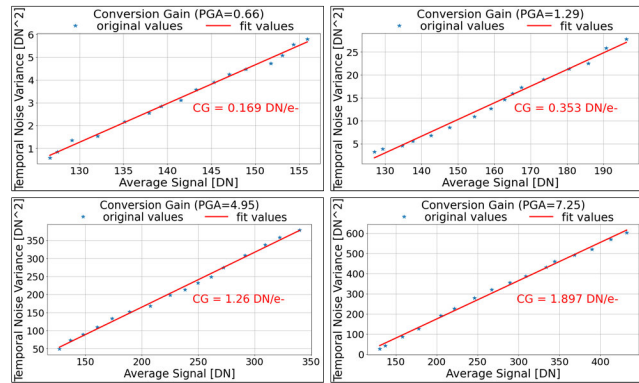 Conversion Gain (PGA=0.66)
original values
fit values
Temporal Noise Variance [DN^2]
6
5
4
3
2
1
CG = 0.169 DN/e-
130
135
140
145
150
155
Average Signal [DN]
Conversion Gain (PGA=1.29)
original values
fit values
Temporal Noise Variance [DN^2]
25
20
15
10
5
CG = 0.353 DN/e-
130
140
150
160
170
180
190
Average Signal [DN]
Conversion Gain (PGA=4.95)
original values
fit values
Temporal Noise Variance [DN^2]
350
300
250
200
150
100
50
CG = 1.26 DN/e-
150
200
250
300
350
Average Signal [DN]
Conversion Gain (PGA=7.25)
original values
fit values
Temporal Noise Variance [DN^2]
600
500
400
300
200
100
0
CG = 1.897 DN/e-
150
200
250
300
350
400
Average Signal [DN]